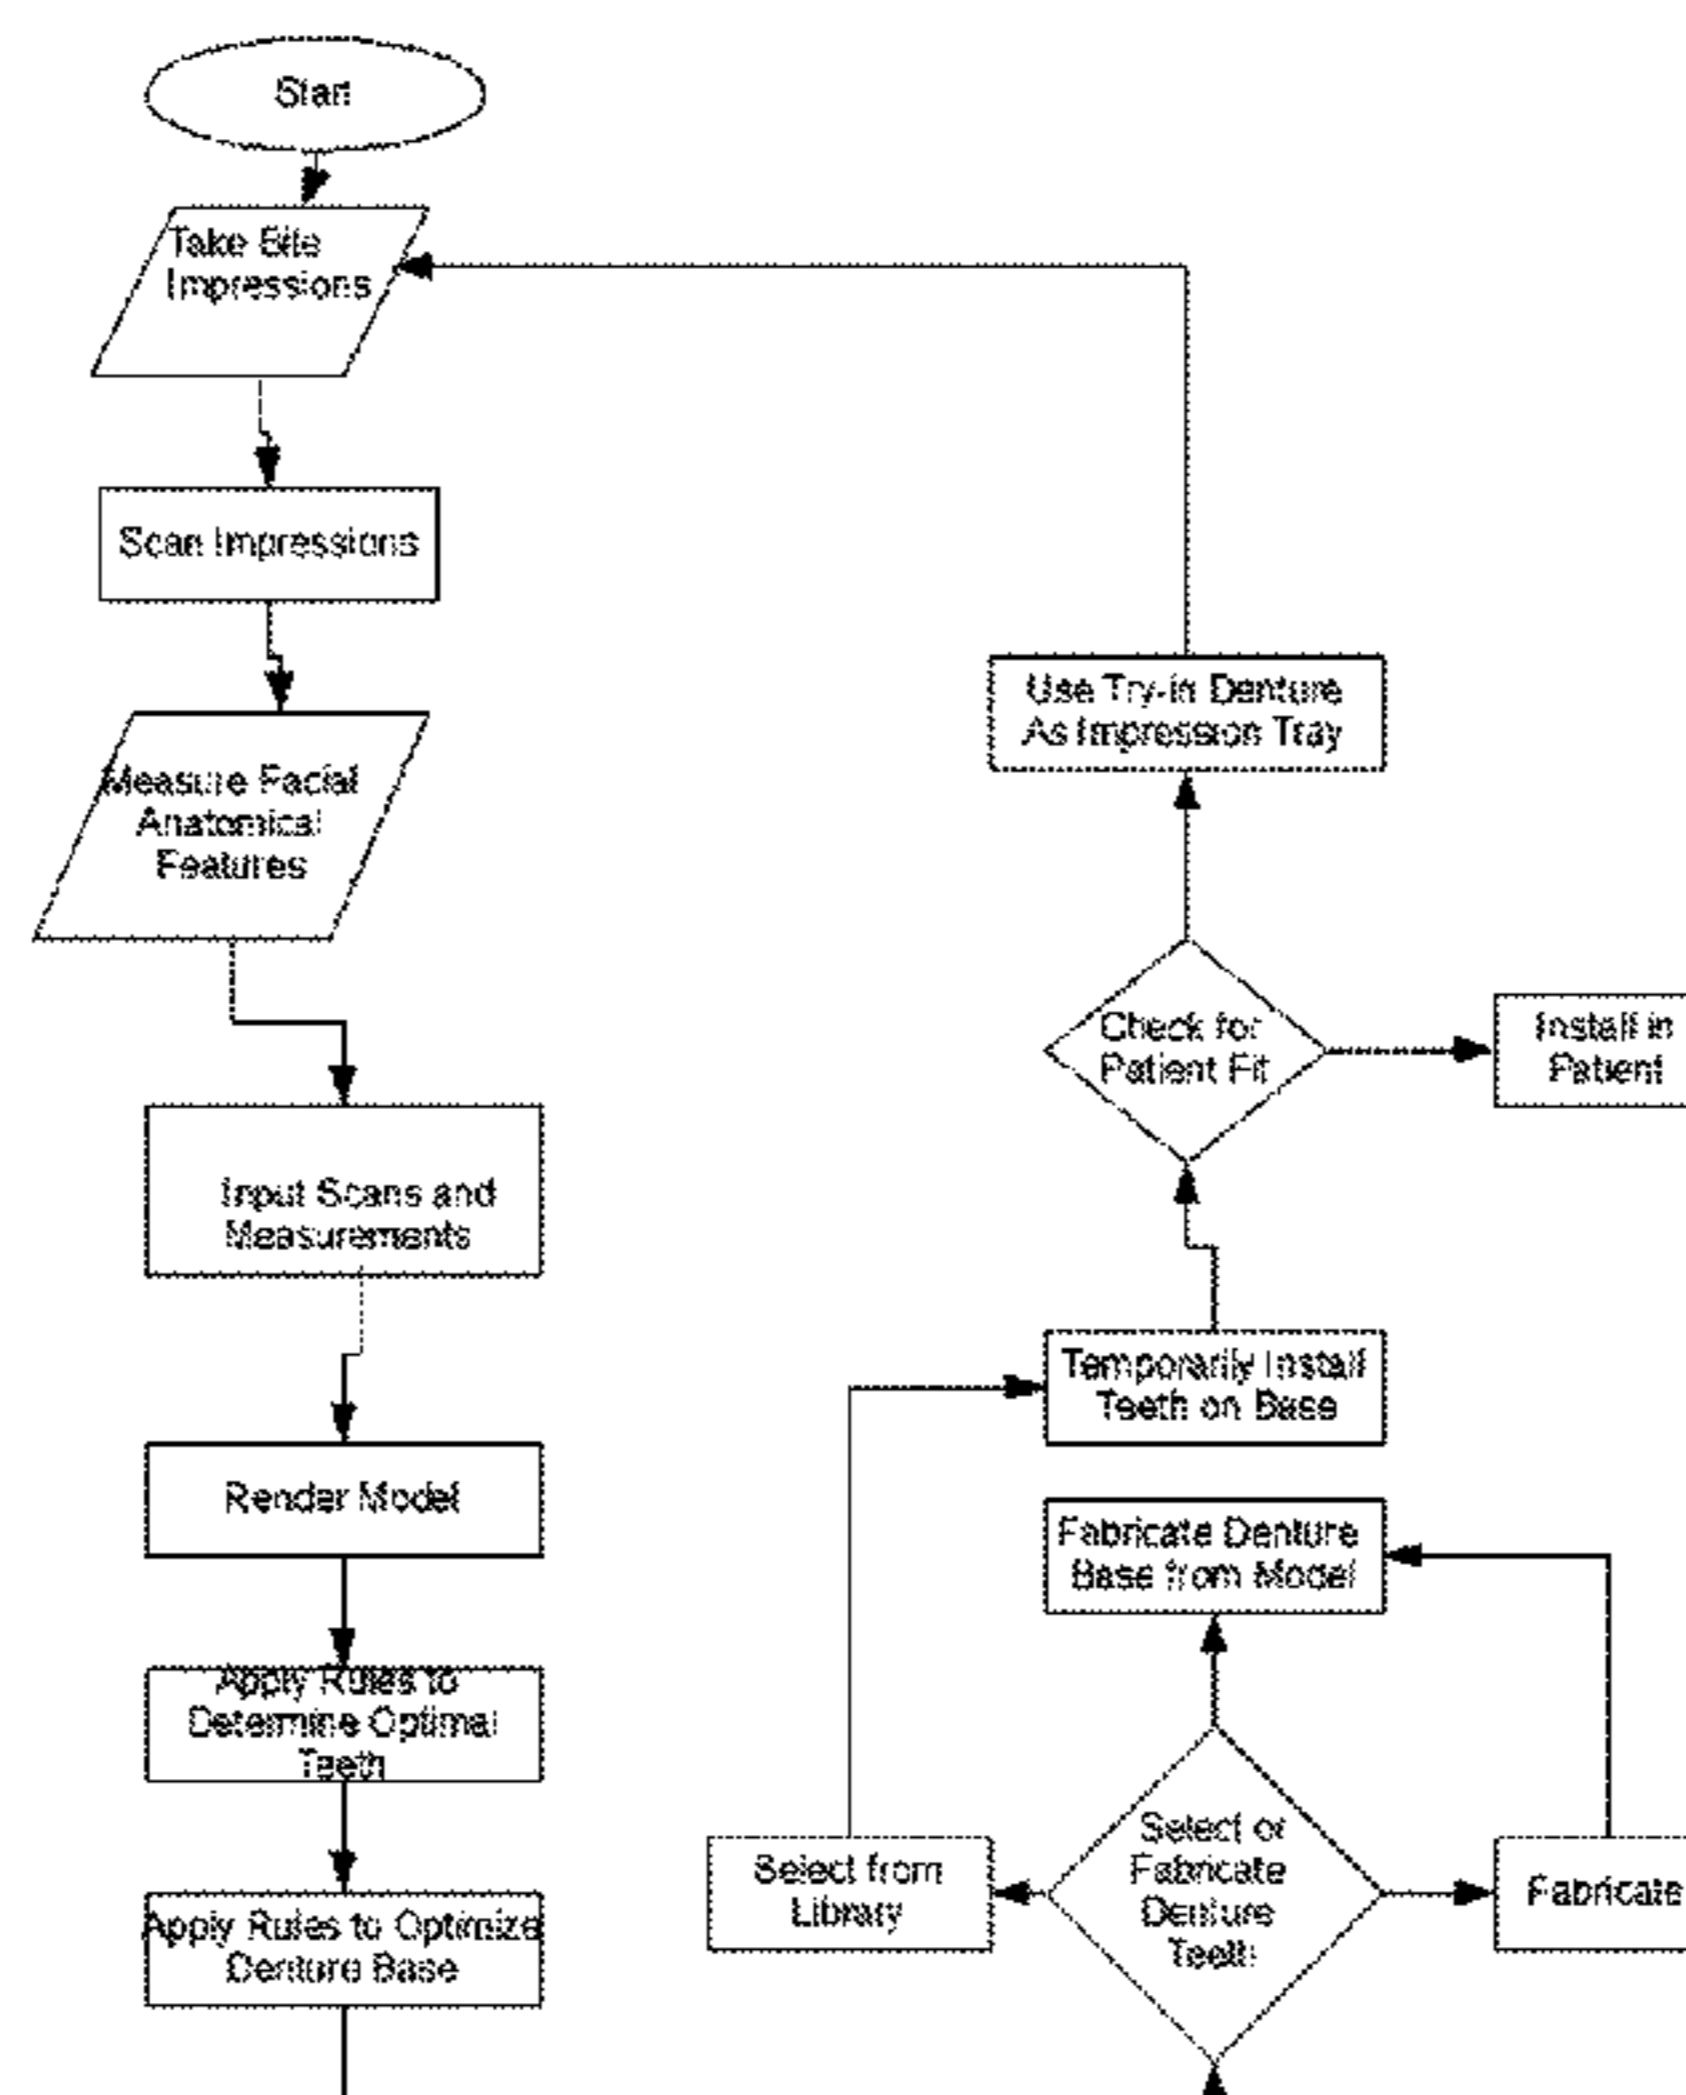 Start
Take Bite
Impressions
Scan Impressions
Measure Facial
Anatomical
Features
Input Scans and
Measurements
Render Model
Apply Rules to
Determine Optimal
Teeth
Apply Rules to Optimize
Denture Base
Use Try-in Denture
As Impression Tray
Check for
Patient Fit
Install in
Patient
Temporarily Install
Teeth on Base
Fabricate Denture
Base from Model
Select or
Fabricate
Denture
Teeth
Select from
Library
Fabricate